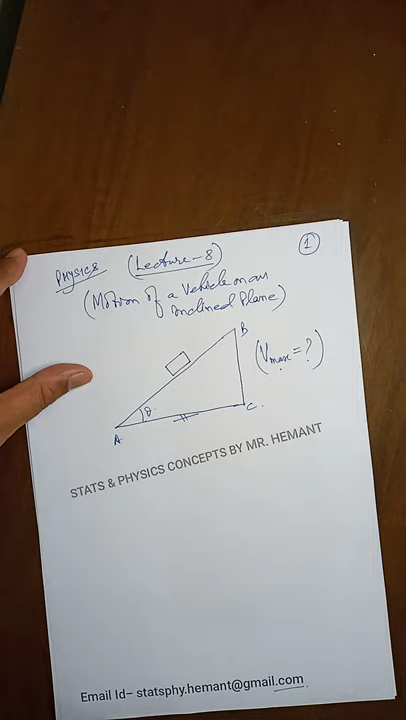 1
Physics (Lecture-8)
(Motion of a Vehicle on an
Inclined Plane)
B
(Vmax = ?)
θ
A
C.
STATS & PHYSICS CONCEPTS BY MR. HEMANT
Email Id– statsphy.hemant@gmail.com